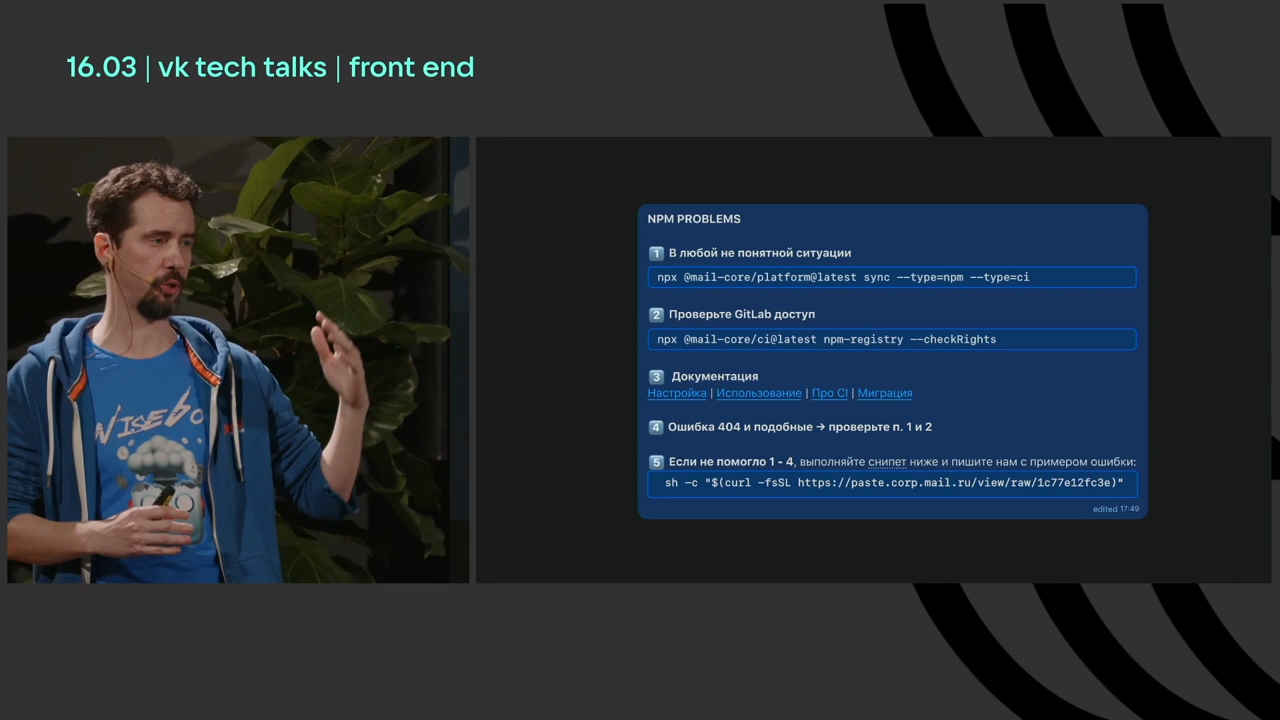 16.03 | vk tech talks | front end
WISEBO
NPM PROBLEMS
1 В любой не понятной ситуации
npx @mail-core/platform@latest sync --type=npm --type=ci
2 Проверьте GitLab доступ
npx @mail-core/ci@latest npm-registry --checkRights
3 Документация
Настройка | Использование | Про CI | Миграция
4 Ошибка 404 и подобные → проверьте п. 1 и 2
5 Если не помогло 1 - 4, выполняйте снипет ниже и пишите нам с примером ошибки:
sh -c "$(curl -fsSL https://paste.corp.mail.ru/view/raw/1c77e12fc3e)"
edited 17:49